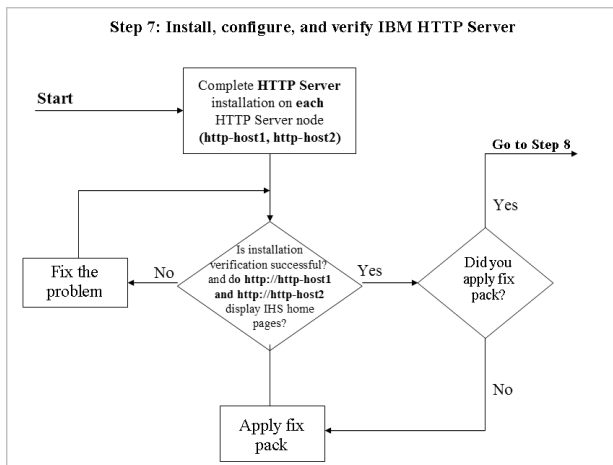 Step 7: Install, configure, and verify IBM HTTP Server
Start
Complete HTTP Server
installation on each
HTTP Server node
(http-host1, http-host2)
Go to Step 8
Yes
Is installation
verification successful?
and do http://http-host1
and http://http-host2
display IHS home
pages?
No
Fix the
problem
Yes
Did you
apply fix
pack?
No
Apply fix
pack